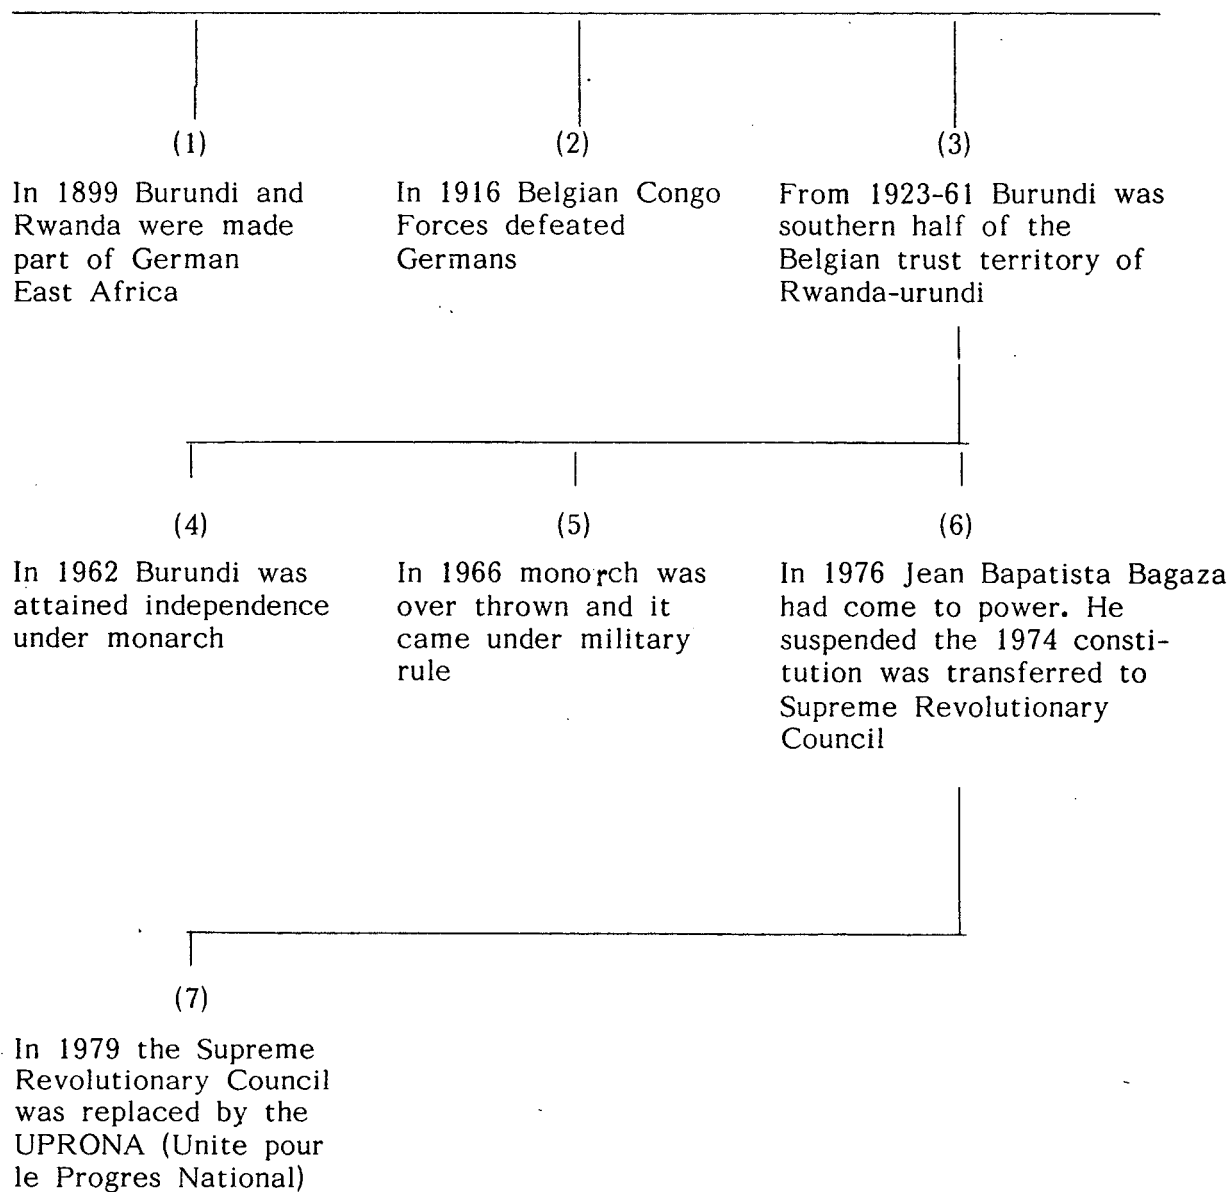 (1)
In 1899 Burundi and
Rwanda were made
part of German
East Africa
(2)
In 1916 Belgian Congo
Forces defeated
Germans
(3)
From 1923-61 Burundi was
southern half of the
Belgian trust territory of
Rwanda-urundi
(4)
In 1962 Burundi was
attained independence
under monarch
(5)
In 1966 monorch was
over thrown and it
came under military
rule
(6)
In 1976 Jean Bapatista Bagaza
had come to power. He
suspended the 1974 consti-
tution was transferred to
Supreme Revolutionary
Council
(7)
In 1979 the Supreme
Revolutionary Council
was replaced by the
UPRONA (Unite pour
le Progres National)